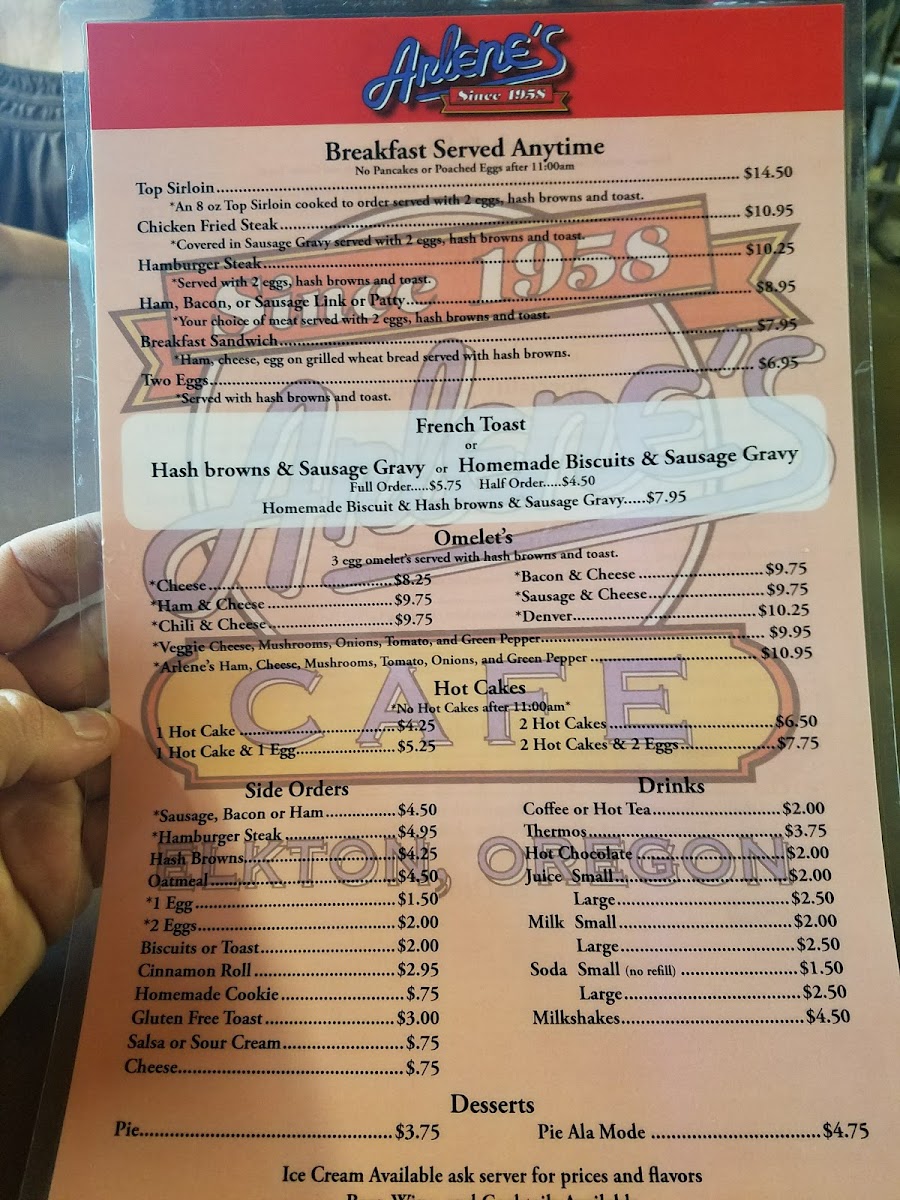 Arlene's
Since 1958
Breakfast Served Anytime
No Pancakes or Poached Eggs after 11:00am
Top Sirloin........$14.50
*An 8 oz Top Sirloin cooked to order served with 2 eggs, hash browns and toast.
Chicken Fried Steak........$10.95
*Covered in Sausage Gravy served with 2 eggs, hash browns and toast.
Hamburger Steak........$10.25
*Served with 2 eggs, hash browns and toast.
Ham, Bacon, or Sausage Link or Patty........$8.95
*Your choice of meat served with 2 eggs, hash browns and toast.
Breakfast Sandwich........$7.95
*Ham, cheese, egg on grilled wheat bread served with hash browns.
Two Eggs........$6.95
*Served with hash browns and toast.
Since 1958
Arlene's
French Toast
or
Hash browns & Sausage Gravy or Homemade Biscuits & Sausage Gravy
Full Order.....$5.75 Half Order.....$4.50
Homemade Biscuit & Hash browns & Sausage Gravy.....$7.95
Omelet's
3 egg omelet's served with hash browns and toast.
*Cheese........$8.25 *Bacon & Cheese........$9.75
*Ham & Cheese........$9.75 *Sausage & Cheese........$9.75
*Chili & Cheese........$9.75 *Denver........$10.25
*Veggie Cheese, Mushrooms, Onions, Tomato, and Green Pepper........$9.95
*Arlene's Ham, Cheese, Mushrooms, Tomato, Onions, and Green Pepper........$10.95
CAFE
Hot Cakes
*No Hot Cakes after 11:00am*
1 Hot Cake........$4.25 2 Hot Cakes........$6.50
1 Hot Cake & 1 Egg........$5.25 2 Hot Cakes & 2 Eggs........$7.75
Side Orders
*Sausage, Bacon or Ham........$4.50
*Hamburger Steak........$4.95
Hash Browns........$4.25
Oatmeal........$4.50
*1 Egg........$1.50
*2 Eggs........$2.00
Biscuits or Toast........$2.00
Cinnamon Roll........$2.95
Homemade Cookie........$.75
Gluten Free Toast........$3.00
Salsa or Sour Cream........$.75
Cheese........$.75
Drinks
Coffee or Hot Tea........$2.00
Thermos........$3.75
Hot Chocolate........$2.00
Juice Small........$2.00
Large........$2.50
Milk Small........$2.00
Large........$2.50
Soda Small (no refill)........$1.50
Large........$2.50
Milkshakes........$4.50
ELKTON, OREGON
Desserts
Pie........$3.75 Pie Ala Mode........$4.75
Ice Cream Available ask server for prices and flavors